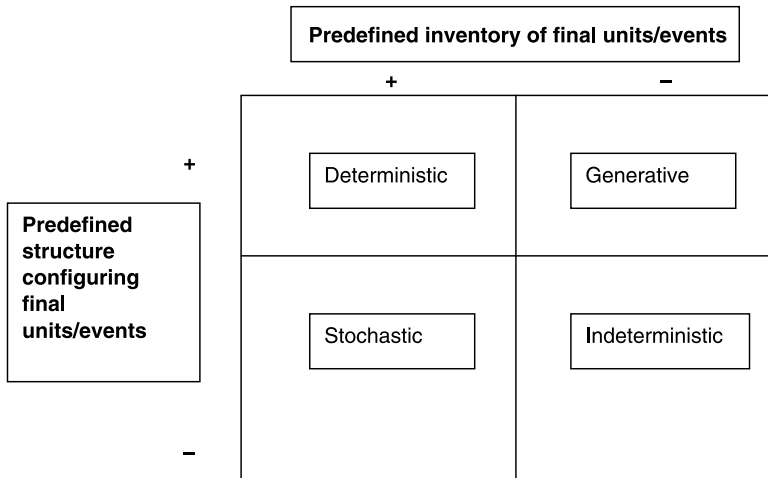 Predefined inventory of final units/events
+ –
+
Deterministic Generative
Predefined
structure
configuring
final
units/events
Stochastic Indeterministic
–